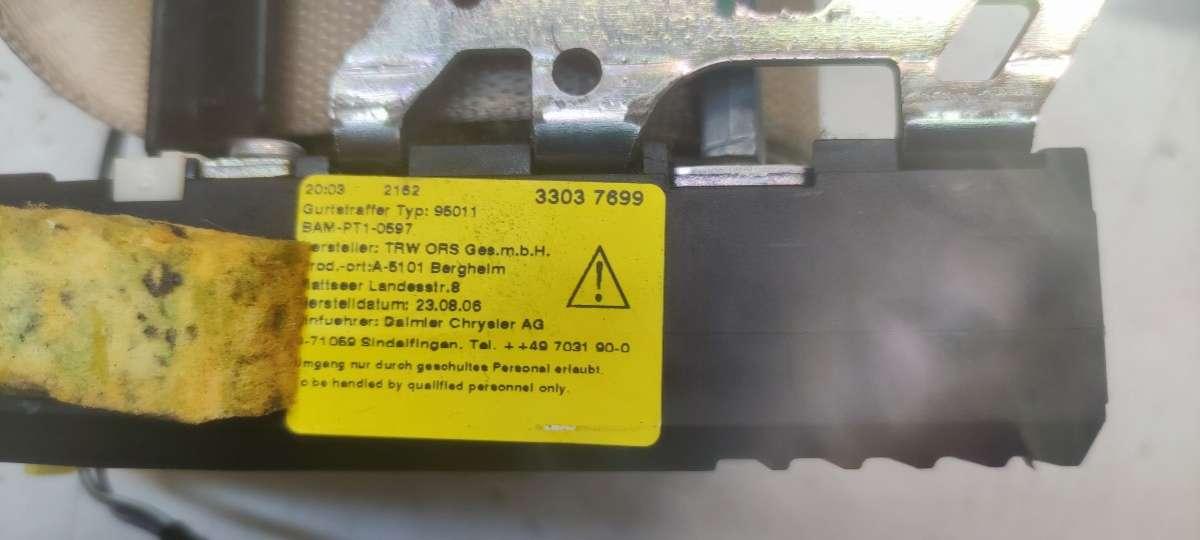 20:03 2162 3303 7699
Gurtstraffer Typ: 95011
BAM-PT1-0597
ersteller: TRW ORS Ges.m.b.H.
rod.-ort:A-5101 Bergheim
attseer Landesstr.8
erstelldatum: 23.08.06
nfuehrer: Daimler Chrysler AG
-71059 Sindelfingen. Tel. ++49 7031 90-0
mgang nur durch geschultes Personal erlaubt.
o be handled by qualified personnel only.